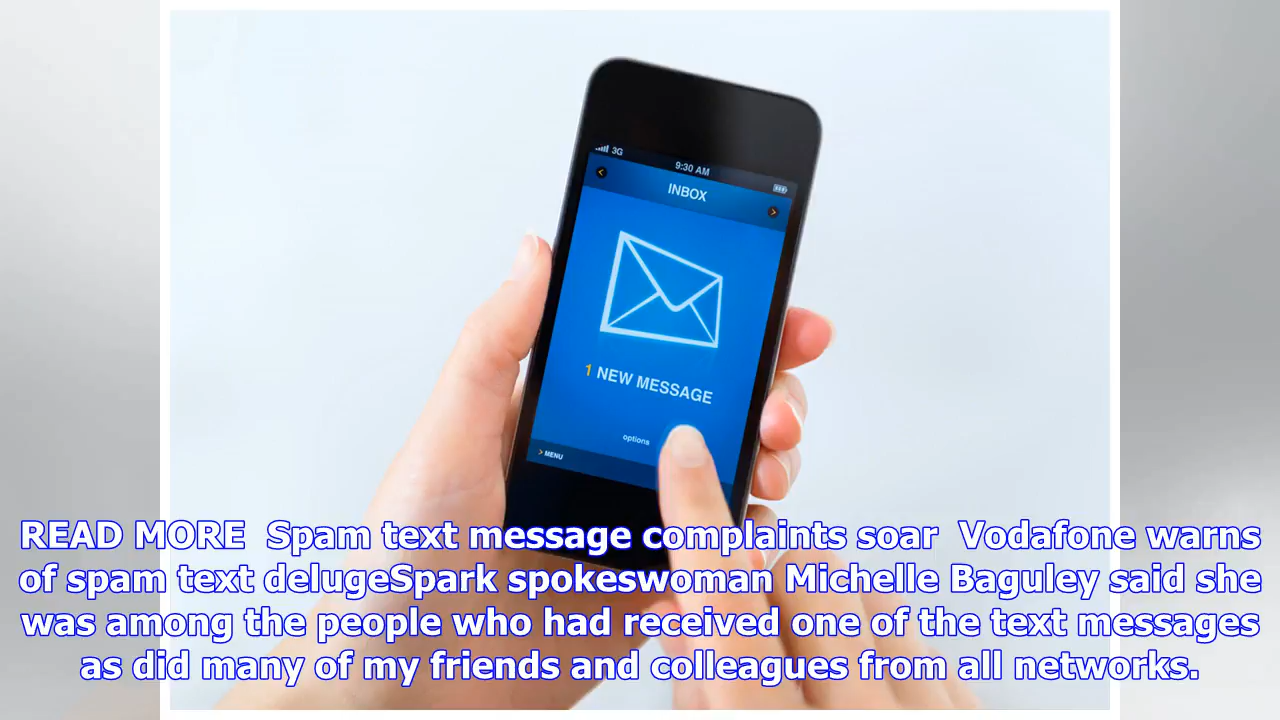 3G
9:30 AM
INBOX
1 NEW MESSAGE
options
MENU
READ MORE  Spam text message complaints soar  Vodafone warns
of spam text delugeSpark spokeswoman Michelle Baguley said she
was among the people who had received one of the text messages
as did many of my friends and colleagues from all networks.